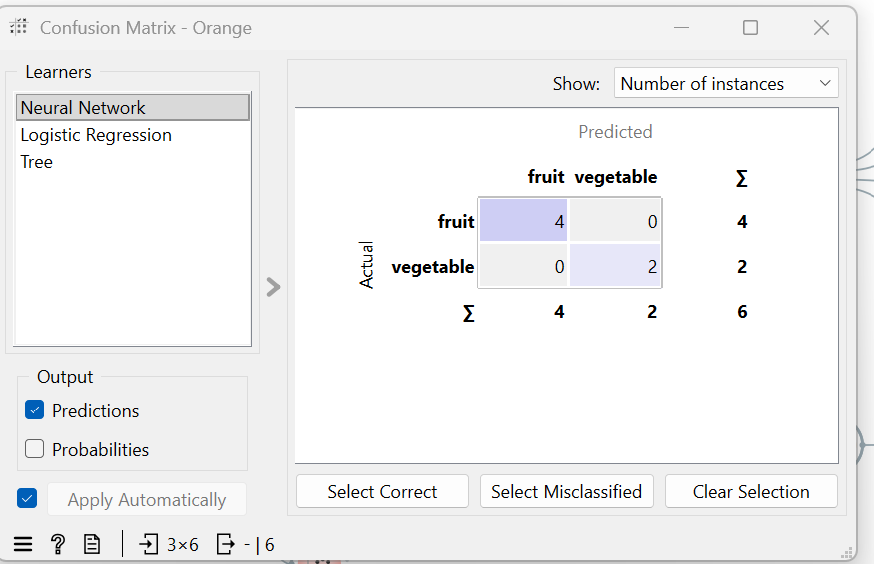 Confusion Matrix - Orange
Learners
Neural Network
Logistic Regression
Tree
Output
Predictions
Probabilities
Apply Automatically
Show: Number of instances
Predicted
fruit vegetable ∑
Actual
fruit 4 0 4
vegetable 0 2 2
∑ 4 2 6
Select Correct Select Misclassified Clear Selection
? 3×6 - | 6